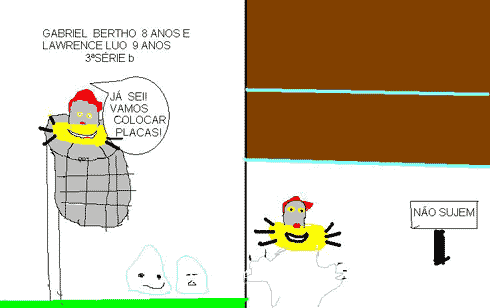 GABRIEL BERTHO 8 ANOS E
LAWRENCE LUO 9 ANOS
3ªSÉRIE b
JÁ SEI!
VAMOS
COLOCAR
PLACAS!
NÃO SUJEM